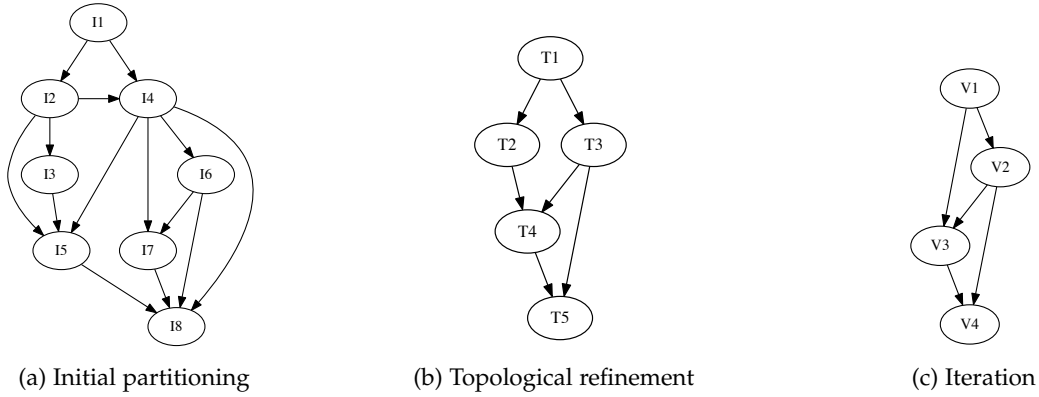 I1
I2
I4
I3
I6
I5
I7
I8
(a) Initial partitioning
T1
T2
T3
T4
T5
(b) Topological refinement
V1
V2
V3
V4
(c) Iteration